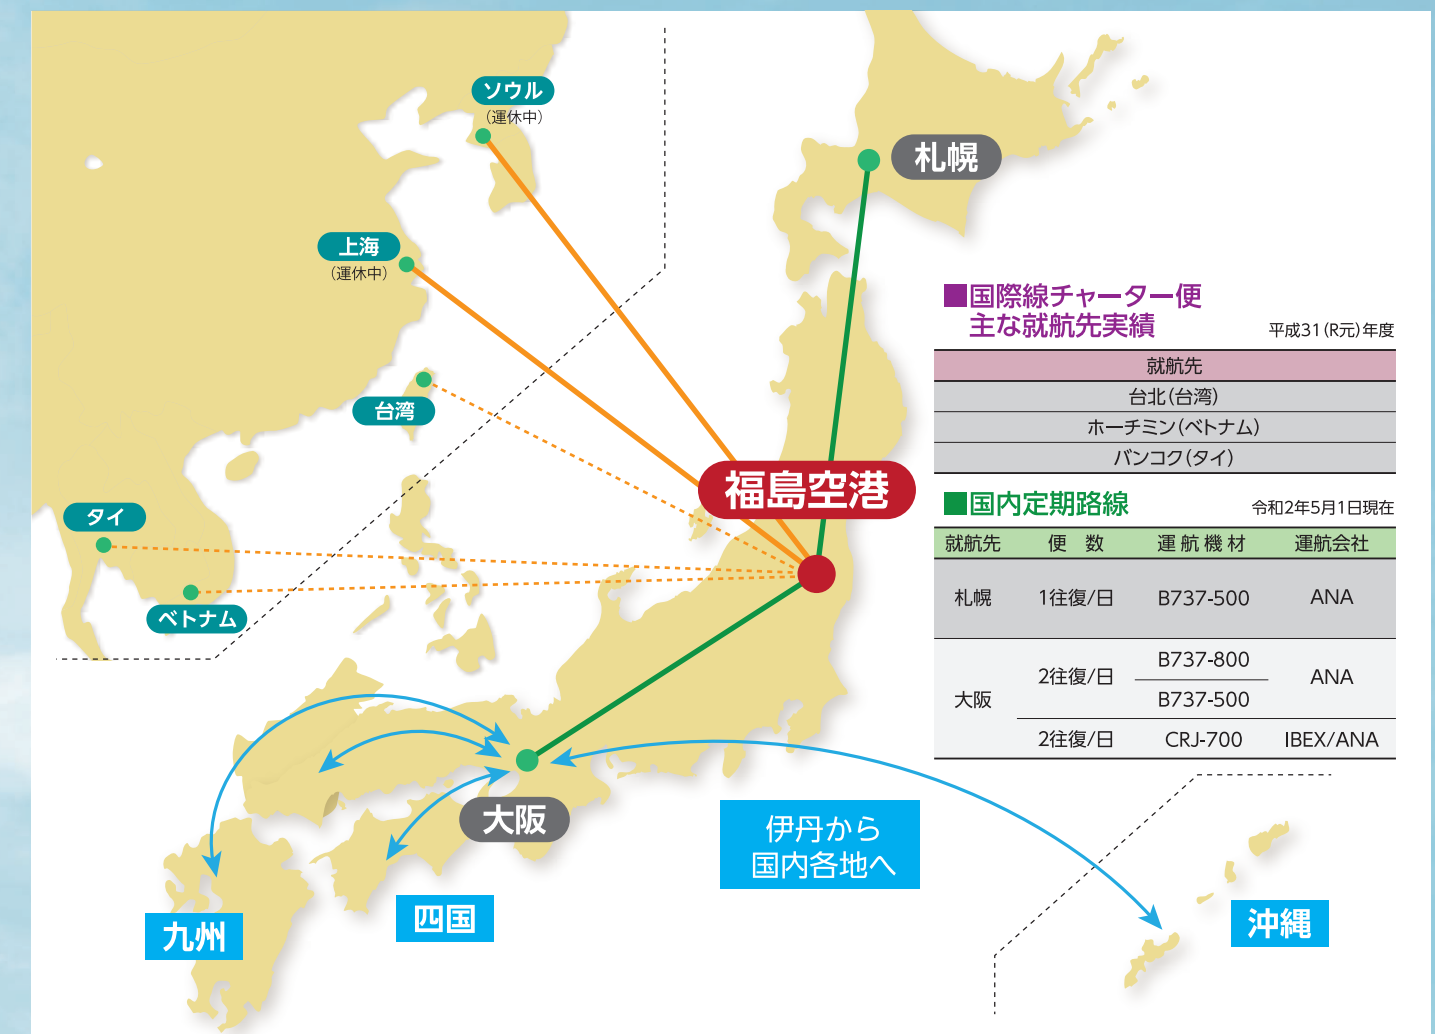 ソウル
(運休中)
札幌
上海
(運休中)
台湾
福島空港
タイ
ベトナム
大阪
九州
四国
伊丹から
国内各地へ
沖縄
■国際線チャーター便
主な就航先実績
平成31(R元)年度
就航先
台北(台湾)
ホーチミン(ベトナム)
バンコク(タイ)
■国内定期路線
令和2年5月1日現在
就航先 便 数 運航機材 運航会社
札幌 1往復/日 B737-500 ANA
大阪 2往復/日 B737-800 ANA
B737-500
2往復/日 CRJ-700 IBEX/ANA